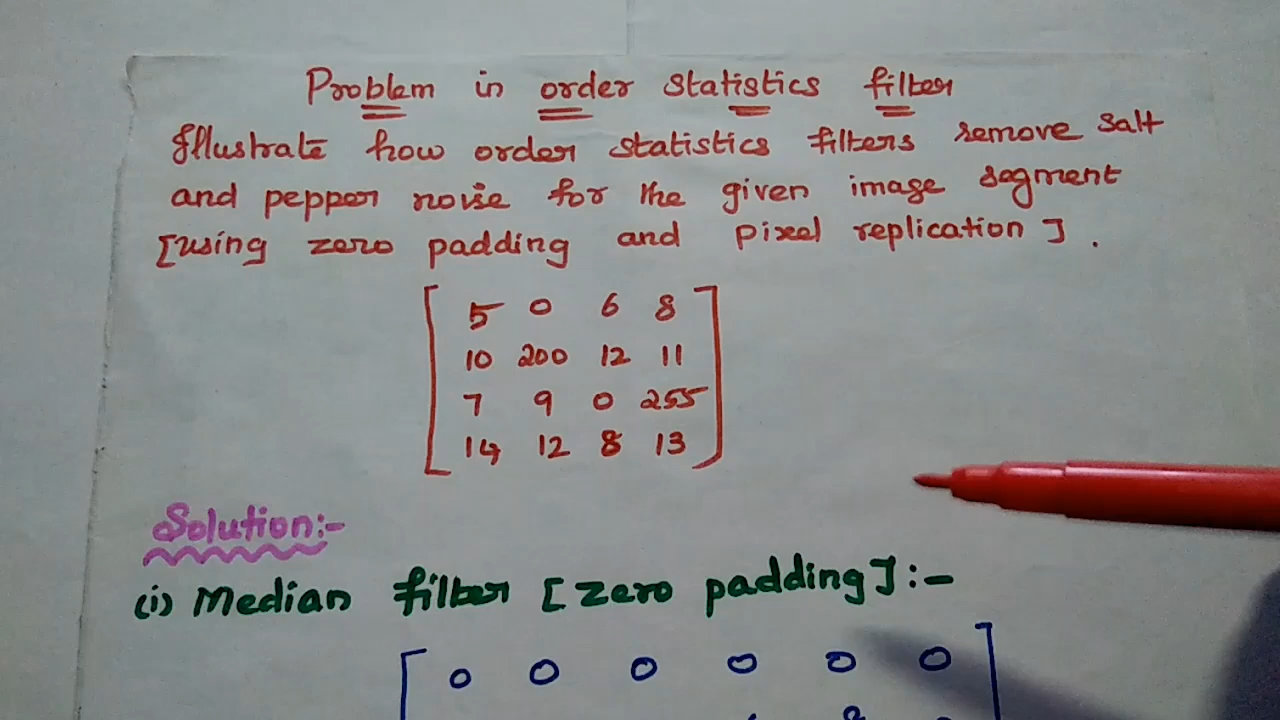 Problem in order statistics filter
Illustrate how order statistics filters remove salt
and pepper noise for the given image segment
[using zero padding and pixel replication].
5 0 6 8
10 200 12 11
7 9 0 255
14 12 8 13
Solution:-
(i) Median filter [zero padding]:-
0 0 0 0 0 0